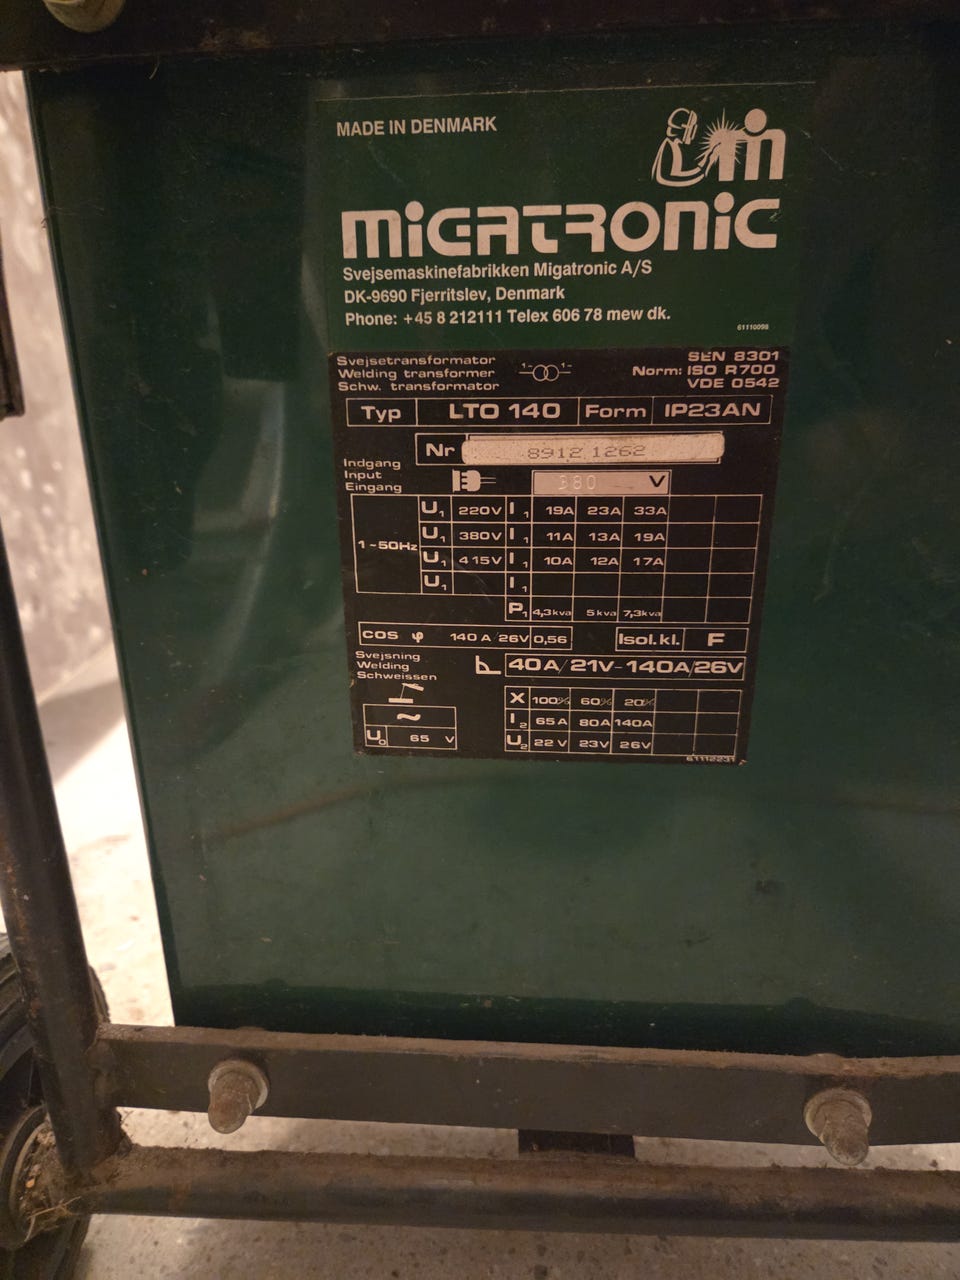 MADE IN DENMARK
MIGATRONIC
Svejsemaskinefabrikken Migatronic A/S
DK-9690 Fjerritslev, Denmark
Phone: +45 8 212111 Telex 606 78 mew dk.
61110098
Svejsetransformator
Welding transformer
Schw. transformator
1~ 1~
Norm: SEN 8301
ISO R700
VDE 0542
Typ LTO 140 Form IP23AN
Nr 8912 1262
Indgang
Input
Eingang
380 V
1~50Hz
U1 220V I1 19A 23A 33A
U1 380V I1 11A 13A 19A
U1 415V I1 10A 12A 17A
U1 I1
P1 4,3kva 5kva 7,3kva
cos φ 140A/26V 0,56 Isol.kl. F
Svejsning
Welding
Schweissen
40A/21V-140A/26V
X 100% 60% 20%
~ I2 65A 80A 140A
U0 65 V U2 22V 23V 26V
61112231